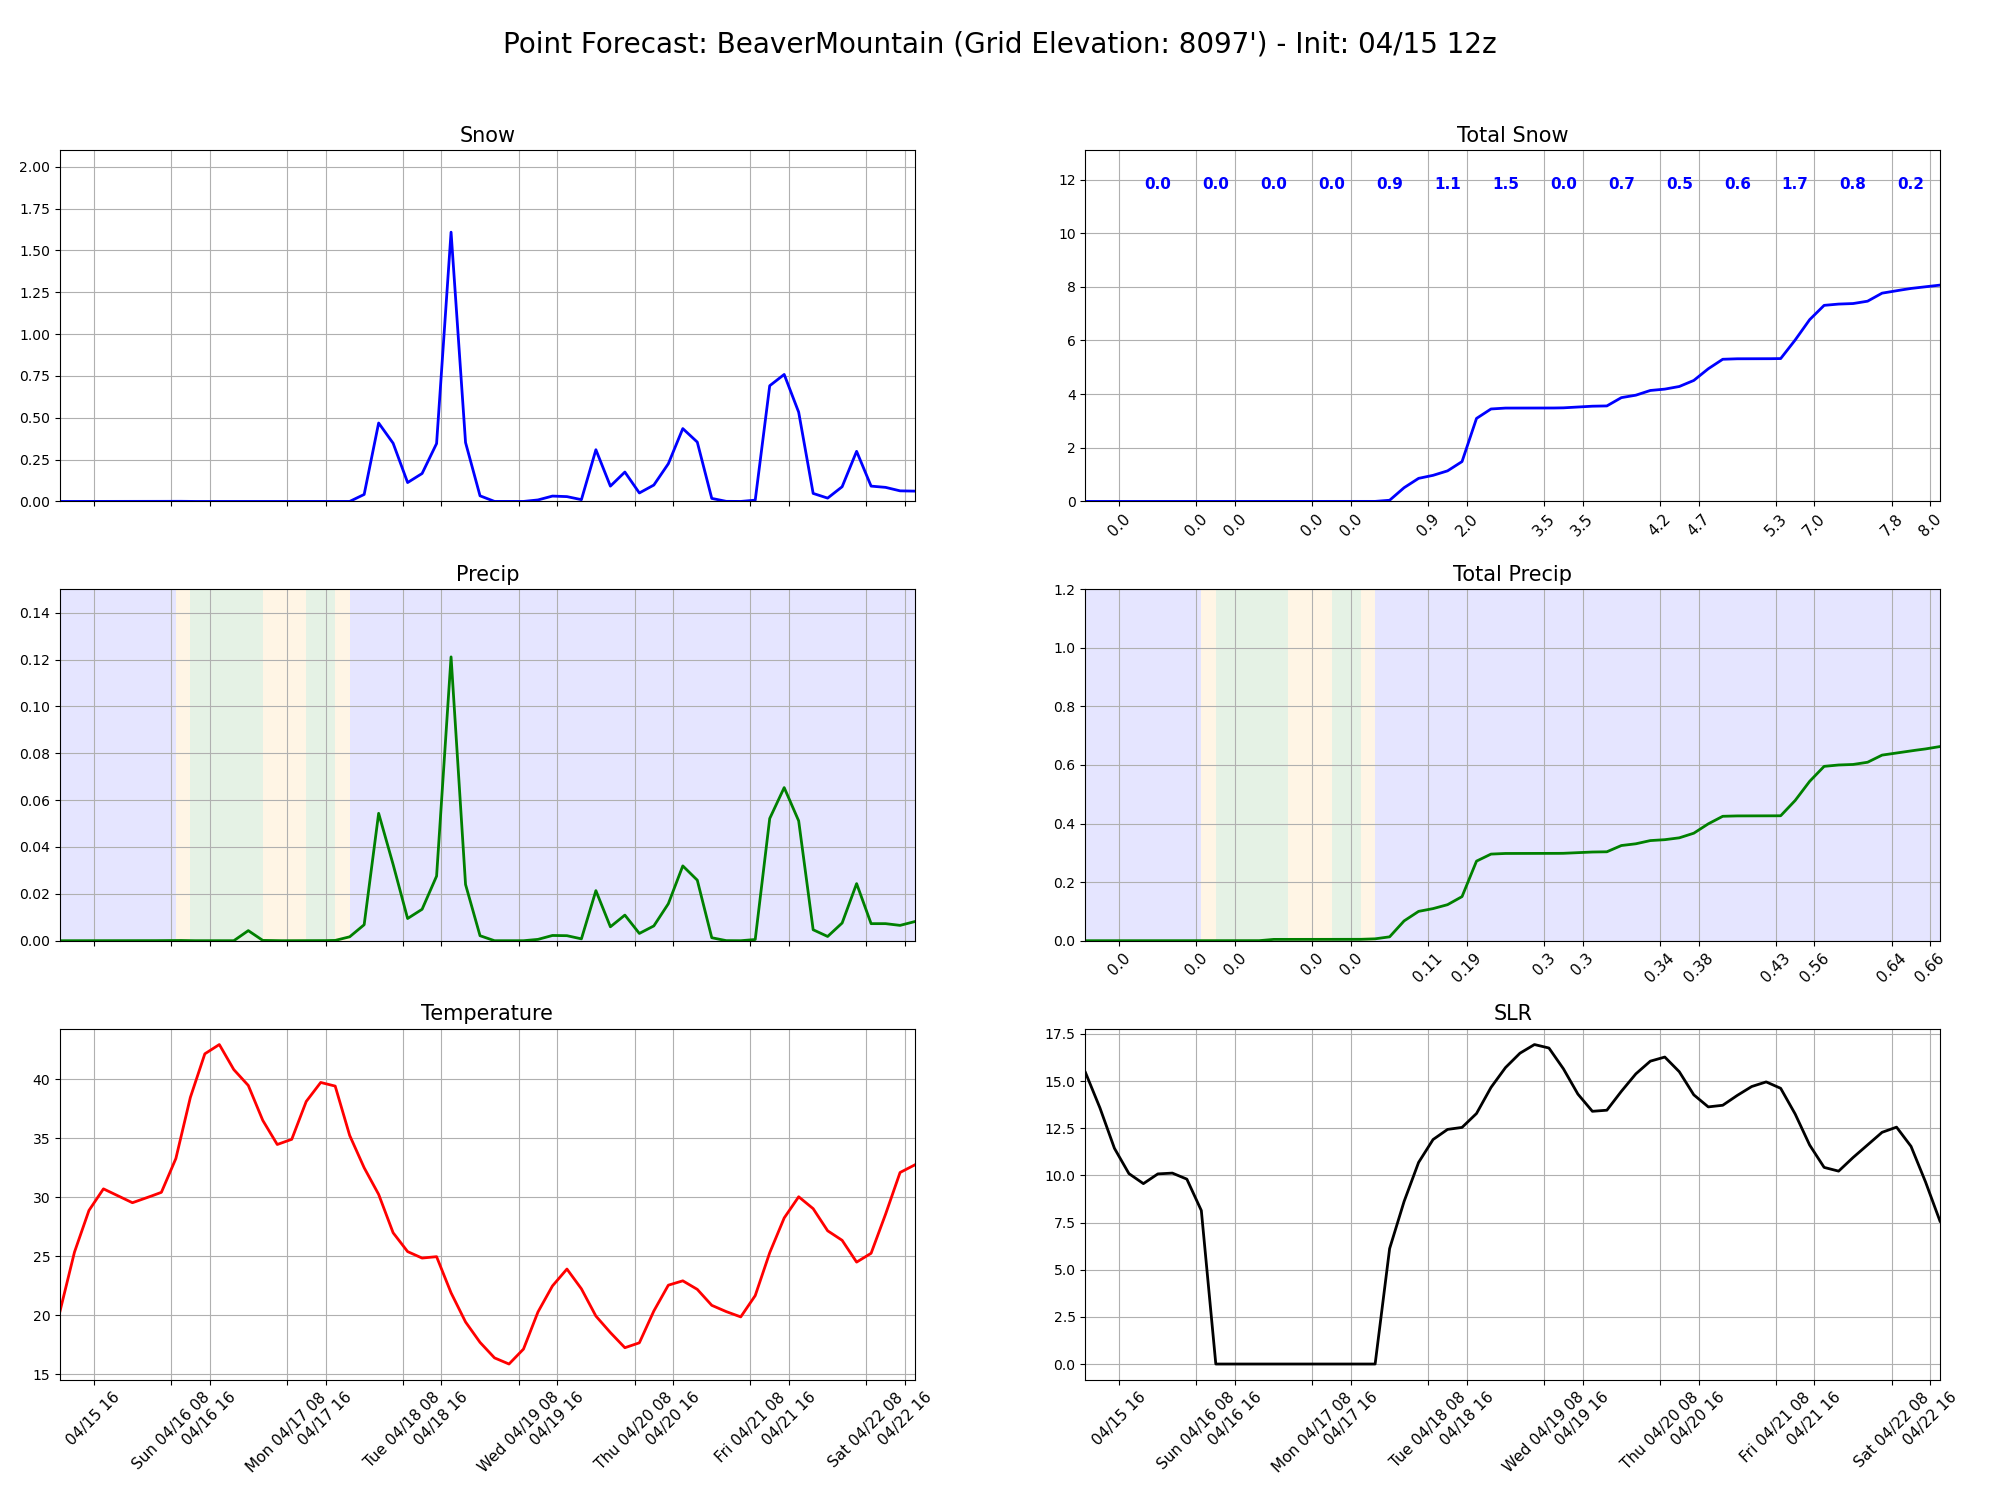 Point Forecast: BeaverMountain (Grid Elevation: 8097') - Init: 04/15 12z
Snow
2.00
1.75
1.50
1.25
1.00
0.75
0.50
0.25
0.00
Total Snow
12
10
8
6
4
2
0
0.0 0.0 0.0 0.0 0.9 1.1 1.5 0.0 0.7 0.5 0.6 1.7 0.8 0.2
0.0 0.0 0.0 0.0 0.0 0.9 2.0 3.5 3.5 4.2 4.7 5.3 7.0 7.8 8.0
Precip
0.14
0.12
0.10
0.08
0.06
0.04
0.02
0.00
Total Precip
1.2
1.0
0.8
0.6
0.4
0.2
0.0
0.0 0.0 0.0 0.0 0.0 0.11 0.19 0.3 0.3 0.34 0.38 0.43 0.56 0.64 0.66
Temperature
40
35
30
25
20
15
04/15 16
Sun 04/16 08
04/16 16
Mon 04/17 08
04/17 16
Tue 04/18 08
04/18 16
Wed 04/19 08
04/19 16
Thu 04/20 08
04/20 16
Fri 04/21 08
04/21 16
Sat 04/22 08
04/22 16
SLR
17.5
15.0
12.5
10.0
7.5
5.0
2.5
0.0
04/15 16
Sun 04/16 08
04/16 16
Mon 04/17 08
04/17 16
Tue 04/18 08
04/18 16
Wed 04/19 08
04/19 16
Thu 04/20 08
04/20 16
Fri 04/21 08
04/21 16
Sat 04/22 08
04/22 16